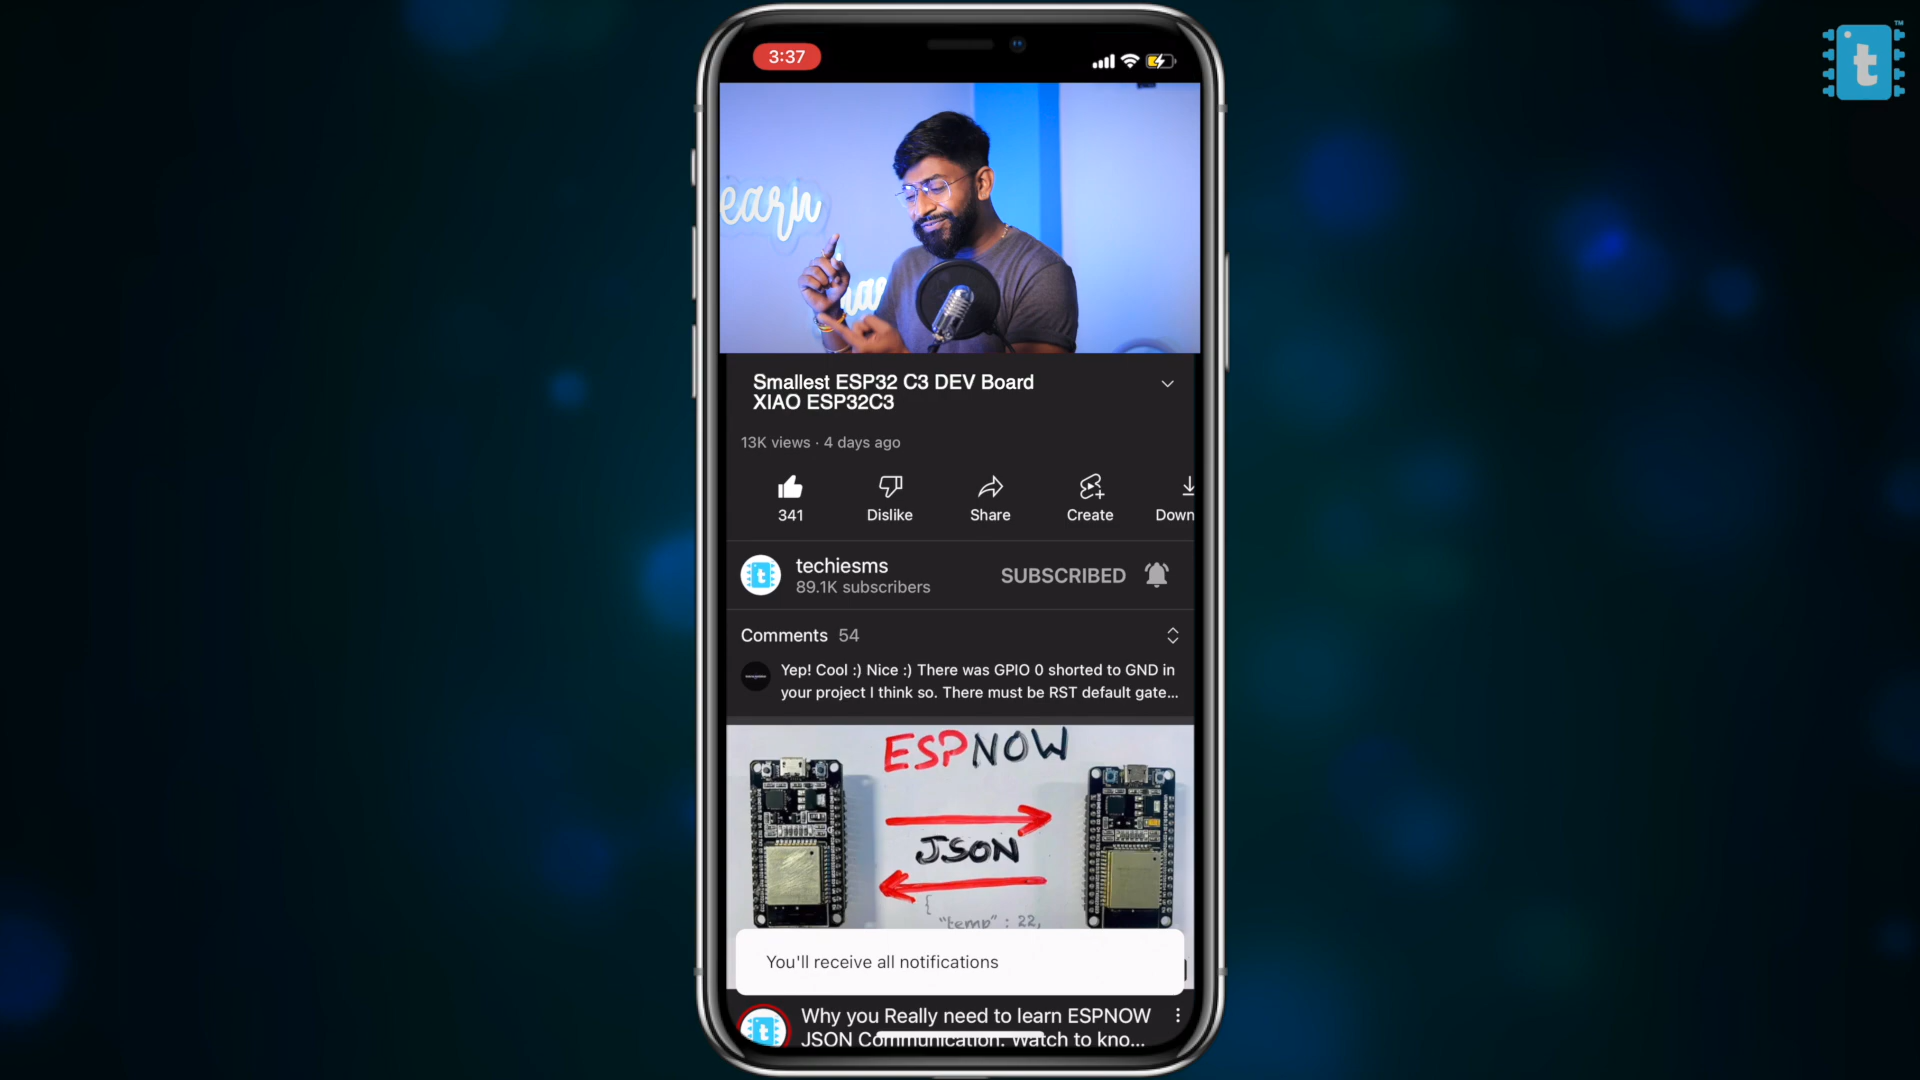 3:37
TM
t
earn
Smallest ESP32 C3 DEV Board
XIAO ESP32C3
13K views · 4 days ago
341
Dislike
Share
Create
Down
t
techiesms
89.1K subscribers
SUBSCRIBED
Comments 54
Yep! Cool :) Nice :) There was GPIO 0 shorted to GND in
your project I think so. There must be RST default gate...
ESPNOW
JSON
{
"temp" : 22,
You'll receive all notifications
t
Why you Really need to learn ESPNOW
JSON Communication. Watch to kno...